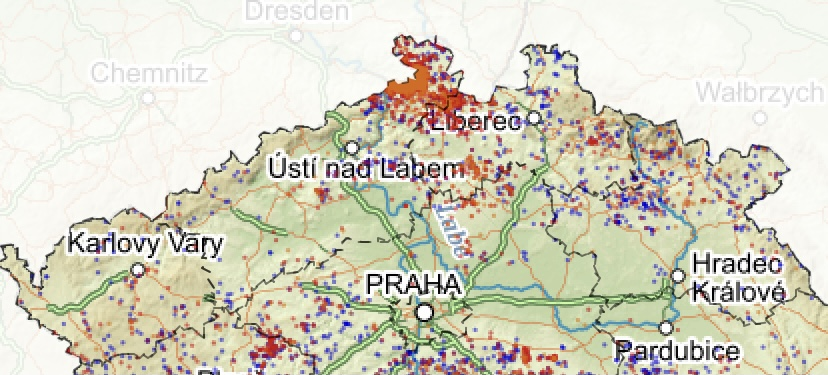 Dresden
Chemnitz
Wałbrzych
Liberec
Ústí nad Labem
Labe
Karlovy Vary
PRAHA
Hradec
Králové
Pardubice